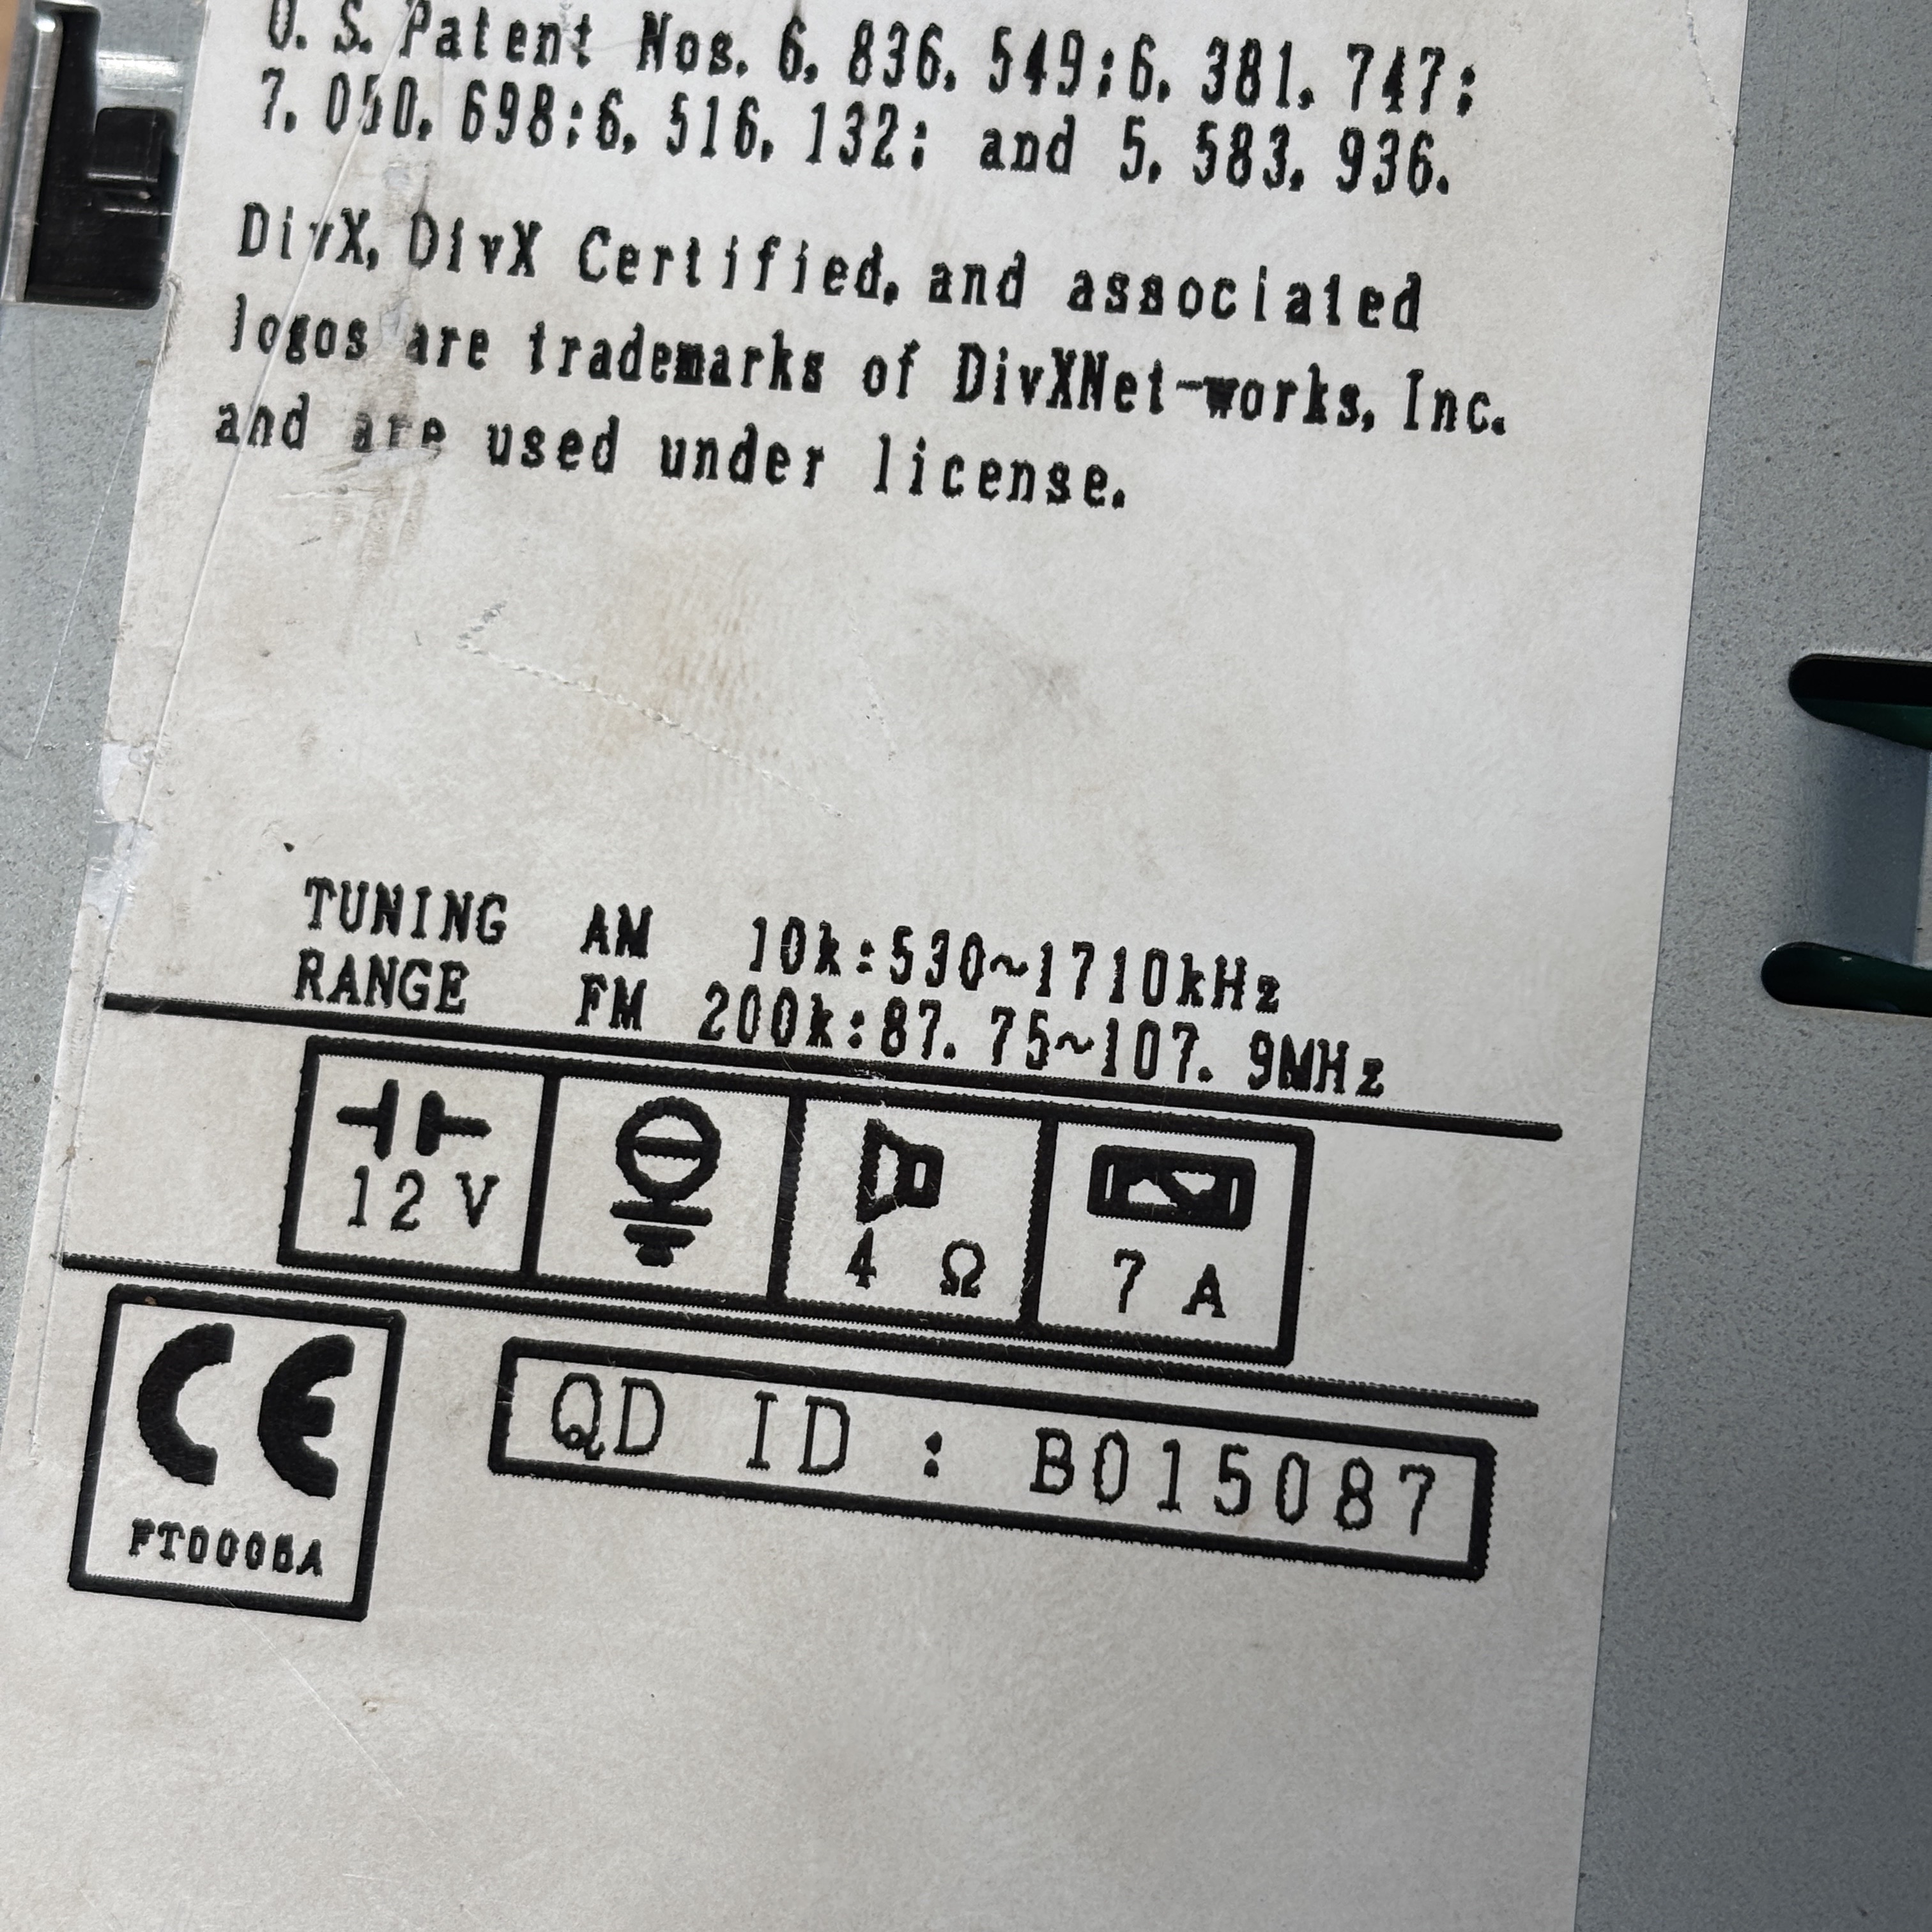 U. S. Patent Nos. 6, 836, 549;6, 381, 747;
7, 050, 698;6, 516, 132; and 5, 583, 936.
DivX, DivX Certified, and associated
logos are trademarks of DivXNet-works, Inc.
and are used under license.
TUNING AM 10k:530~1710kHz
RANGE FM 200k:87. 75~107. 9MHz
12 V
4 Ω
7 A
CE
QD ID : B015087